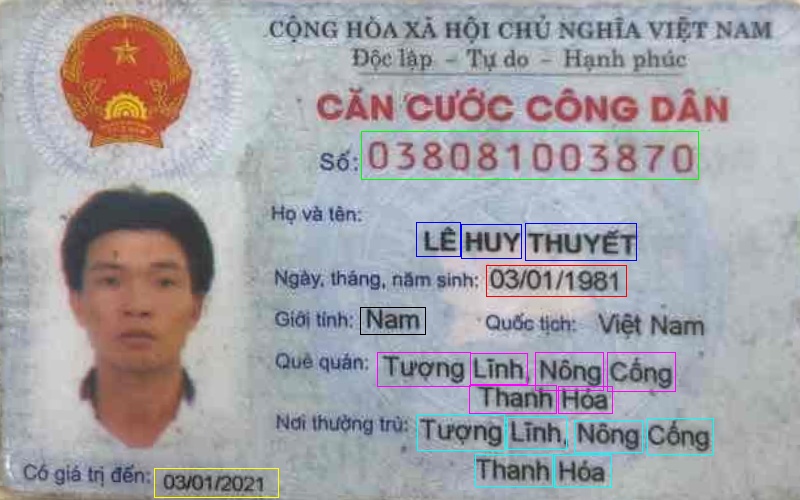 CỘNG HÒA XÃ HỘI CHỦ NGHĨA VIỆT NAM
Độc lập - Tự do - Hạnh phúc
CĂN CƯỚC CÔNG DÂN
Số: 038081003870
Họ và tên:
LÊ HUY THUYẾT
Ngày, tháng, năm sinh: 03/01/1981
Giới tính: Nam Quốc tịch: Việt Nam
Quê quán: Tượng Lĩnh, Nông Cống
Thanh Hóa
Nơi thường trú: Tượng Lĩnh, Nông Cống
Thanh Hóa
Có giá trị đến: 03/01/2021